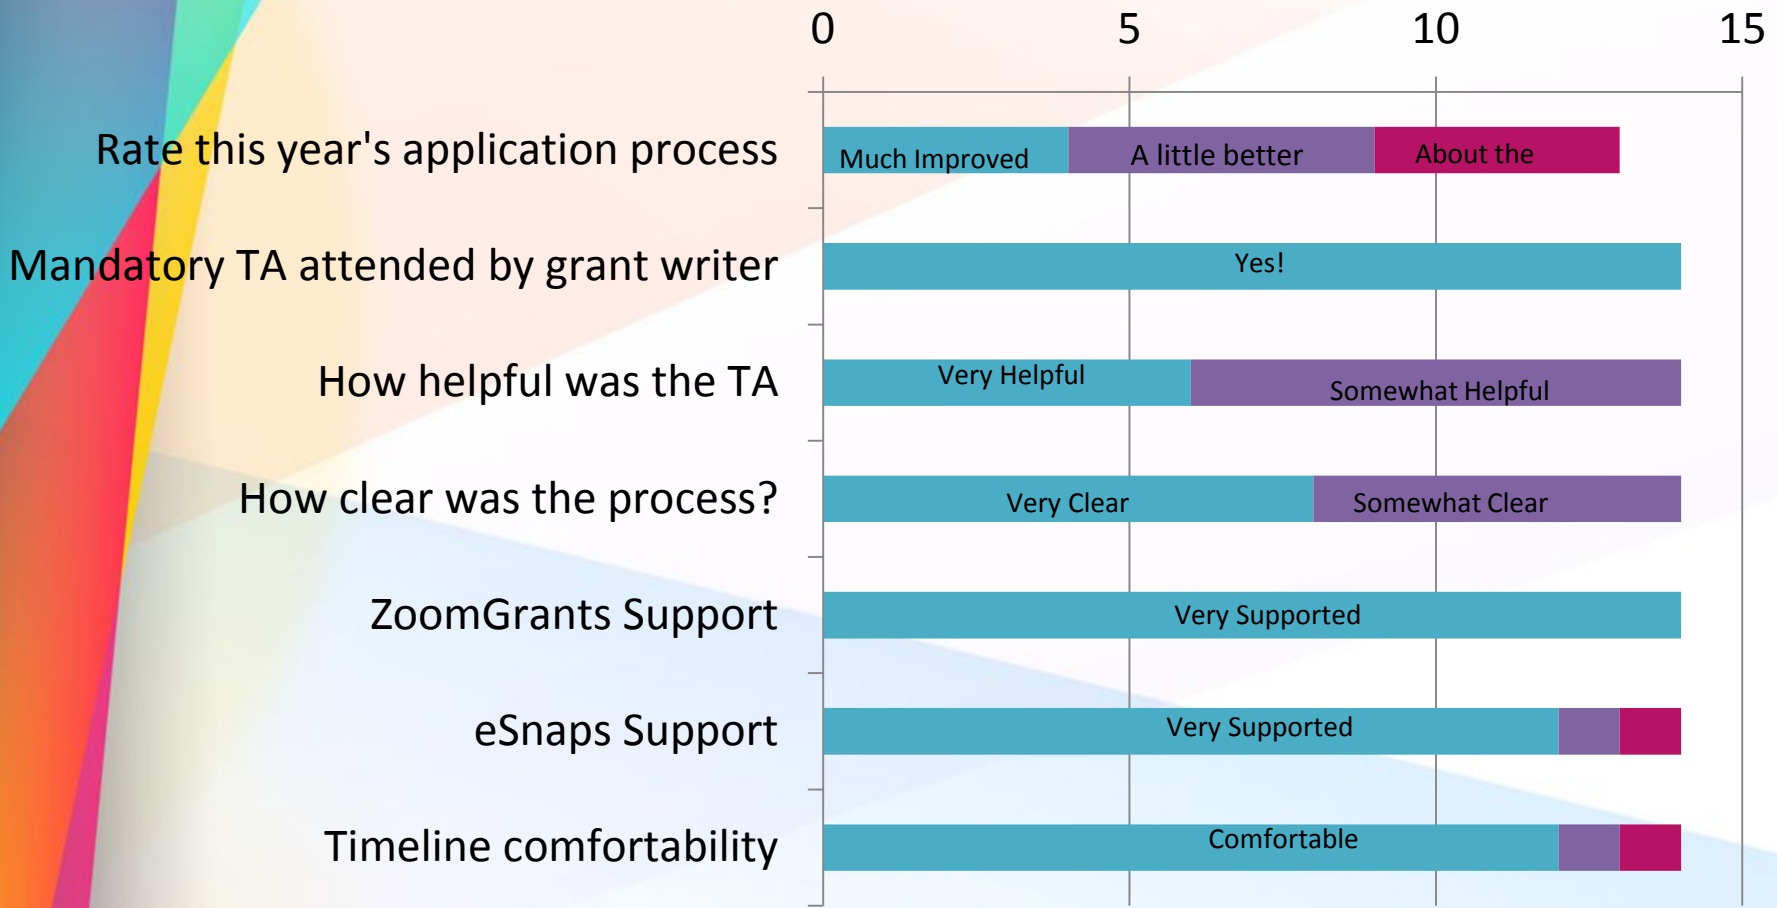 0 5 10 15
Rate this year's application process
Much Improved
A little better
About the
Mandatory TA attended by grant writer
Yes!
How helpful was the TA
Very Helpful
Somewhat Helpful
How clear was the process?
Very Clear
Somewhat Clear
ZoomGrants Support
Very Supported
eSnaps Support
Very Supported
Timeline comfortability
Comfortable